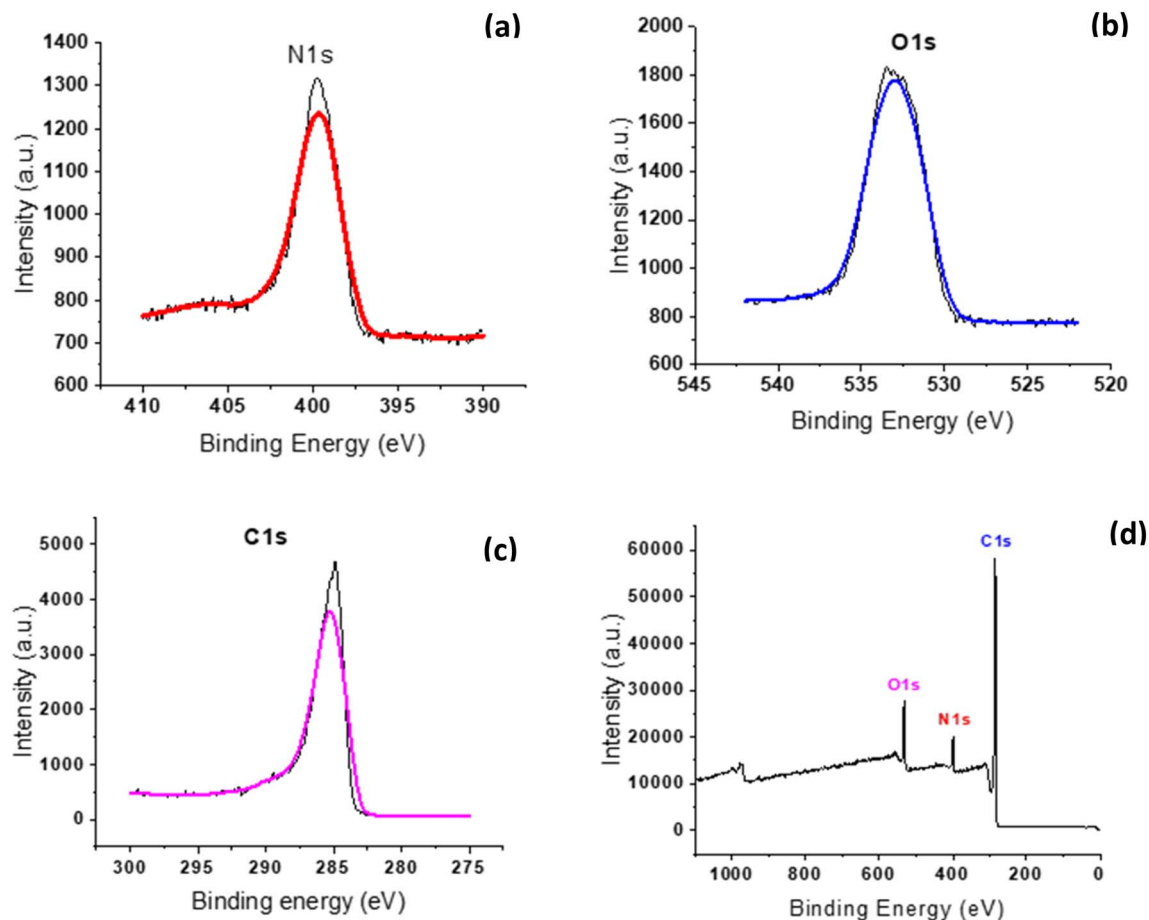 (a)
N1s
1400
1300
1200
1100
1000
900
800
700
600
410 405 400 395 390
Intensity (a.u.)
Binding Energy (eV)
(b)
O1s
2000
1800
1600
1400
1200
1000
800
600
545 540 535 530 525 520
Intensity (a.u.)
Binding Energy (eV)
(c)
C1s
5000
4000
3000
2000
1000
0
300 295 290 285 280 275
Intensity (a.u.)
Binding energy (eV)
(d)
C1s
O1s
N1s
60000
50000
40000
30000
20000
10000
0
1000 800 600 400 200 0
Intensity (a.u.)
Binding Energy (eV)